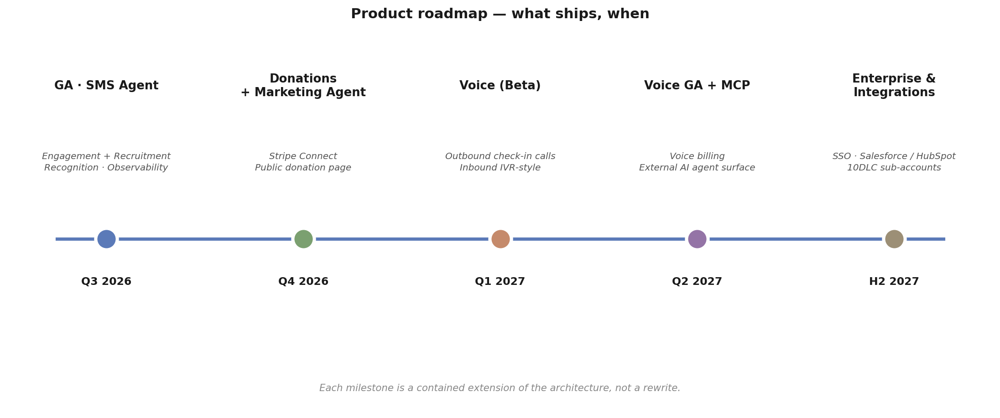 Product roadmap — what ships, when
GA · SMS Agent
Donations
+ Marketing Agent
Voice (Beta)
Voice GA + MCP
Enterprise &
Integrations
Engagement + Recruitment
Recognition · Observability
Stripe Connect
Public donation page
Outbound check-in calls
Inbound IVR-style
Voice billing
External AI agent surface
SSO · Salesforce / HubSpot
10DLC sub-accounts
Q3 2026
Q4 2026
Q1 2027
Q2 2027
H2 2027
Each milestone is a contained extension of the architecture, not a rewrite.